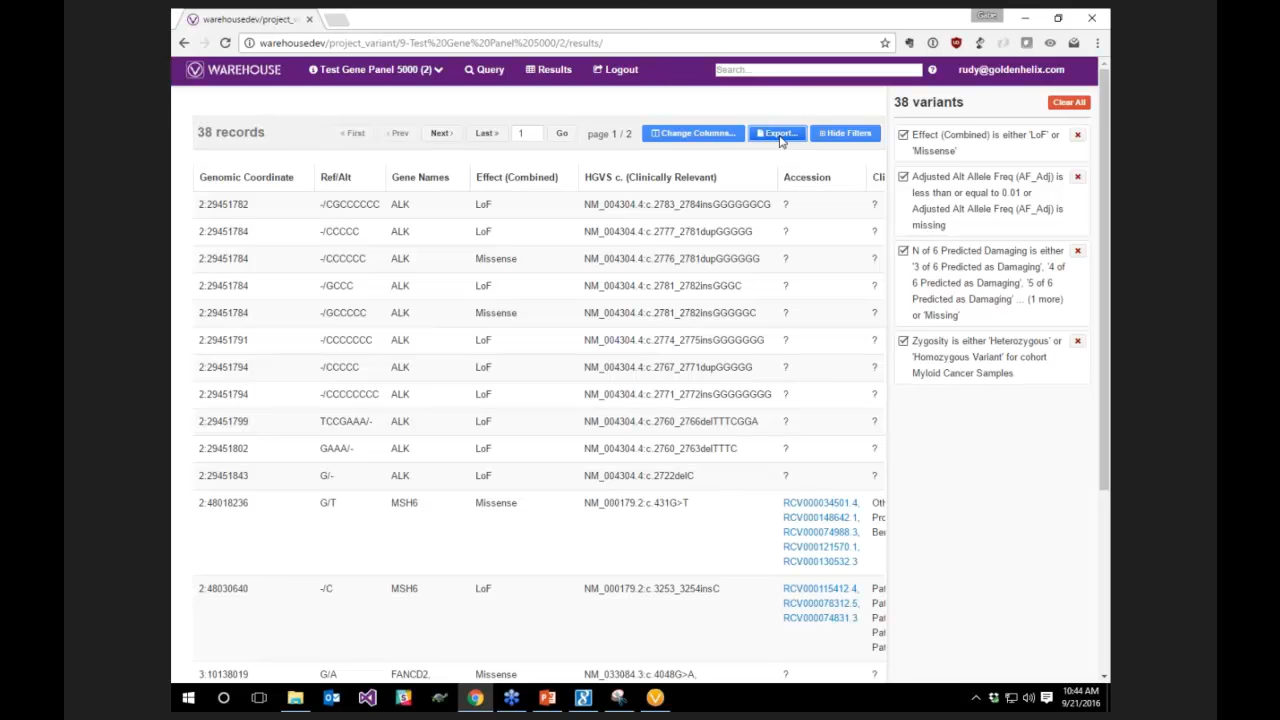 warehousedev/project_v
Gabe
warehousedev/project_variant/9-Test%20Gene%20Panel%205000/2/results/
WAREHOUSE
Test Gene Panel 5000 (2)
Query
Results
Logout
Search...
rudy@goldenhelix.com
38 records
« First
‹ Prev
Next ›
Last »
1
Go
page 1 / 2
Change Columns...
Export...
Hide Filters
Genomic Coordinate Ref/Alt Gene Names Effect (Combined) HGVS c. (Clinically Relevant) Accession Cli
2:29451782 -/CGCCCCCC ALK LoF NM_004304.4:c.2783_2784insGGGGGGCG ? ?
2:29451784 -/CCCCC ALK LoF NM_004304.4:c.2777_2781dupGGGGG ? ?
2:29451784 -/CCCCCC ALK Missense NM_004304.4:c.2776_2781dupGGGGGG ? ?
2:29451784 -/GCCC ALK LoF NM_004304.4:c.2781_2782insGGGC ? ?
2:29451784 -/GCCCCC ALK Missense NM_004304.4:c.2781_2782insGGGGGC ? ?
2:29451791 -/CCCCCCC ALK LoF NM_004304.4:c.2774_2775insGGGGGGG ? ?
2:29451794 -/CCCCC ALK LoF NM_004304.4:c.2767_2771dupGGGGG ? ?
2:29451794 -/CCCCCCCC ALK LoF NM_004304.4:c.2771_2772insGGGGGGGG ? ?
2:29451799 TCCGAAA/- ALK LoF NM_004304.4:c.2760_2766delTTTCGGA ? ?
2:29451802 GAAA/- ALK LoF NM_004304.4:c.2760_2763delTTTC ? ?
2:29451843 G/- ALK LoF NM_004304.4:c.2722delC ? ?
2:48018236 G/T MSH6 Missense NM_000179.2:c.431G>T RCV000034501.4, Oth
RCV000148642.1, Pro
RCV000074988.3, Ber
RCV000121570.1,
RCV000130532.3
2:48030640 -/C MSH6 LoF NM_000179.2:c.3253_3254insC RCV000115412.4, Pat
RCV000078312.5, Pat
RCV000074831.3 Pat
Pat
Pat
3:10138019 G/A FANCD2, Missense NM_033084.3:c.4048G>A, ? ?
38 variants
Clear All
Effect (Combined) is either 'LoF' or
'Missense'
Adjusted Alt Allele Freq (AF_Adj) is
less than or equal to 0.01 or
Adjusted Alt Allele Freq (AF_Adj) is
missing
N of 6 Predicted Damaging is either
'3 of 6 Predicted as Damaging', '4 of
6 Predicted as Damaging', '5 of 6
Predicted as Damaging' ... (1 more)
or 'Missing'
Zygosity is either 'Heterozygous' or
'Homozygous Variant' for cohort
Myloid Cancer Samples
10:44 AM
9/21/2016